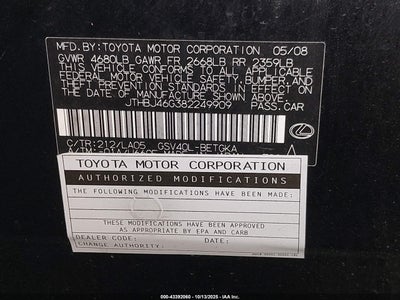 MFD.BY:TOYOTA MOTOR CORPORATION 05/08
GVWR 4680LB GAWR FR 2668LB RR 2359LB
THIS VEHICLE CONFORMS TO ALL APPLICABLE
FEDERAL MOTOR VEHICLE SAFETY, BUMPER, AND
THEFT PREVENTION STANDARDS IN EFFECT ON
THE DATE OF MANUFACTURE SHOWN ABOVE.
JTHBJ46G382249909 PASS.CAR
C/TR:212/LA05 GSV40L-BETGKA
TOYOTA MOTOR CORPORATION
AUTHORIZED MODIFICATIONS
THE FOLLOWING MODIFICATIONS HAVE BEEN MADE:
THESE MODIFICATIONS HAVE BEEN
APPROVED BY EPA AND CARB
DEALER CODE:
CHANGE AUTHORITY:
000-43392060 | 10/13/2025 - IAA, LLC